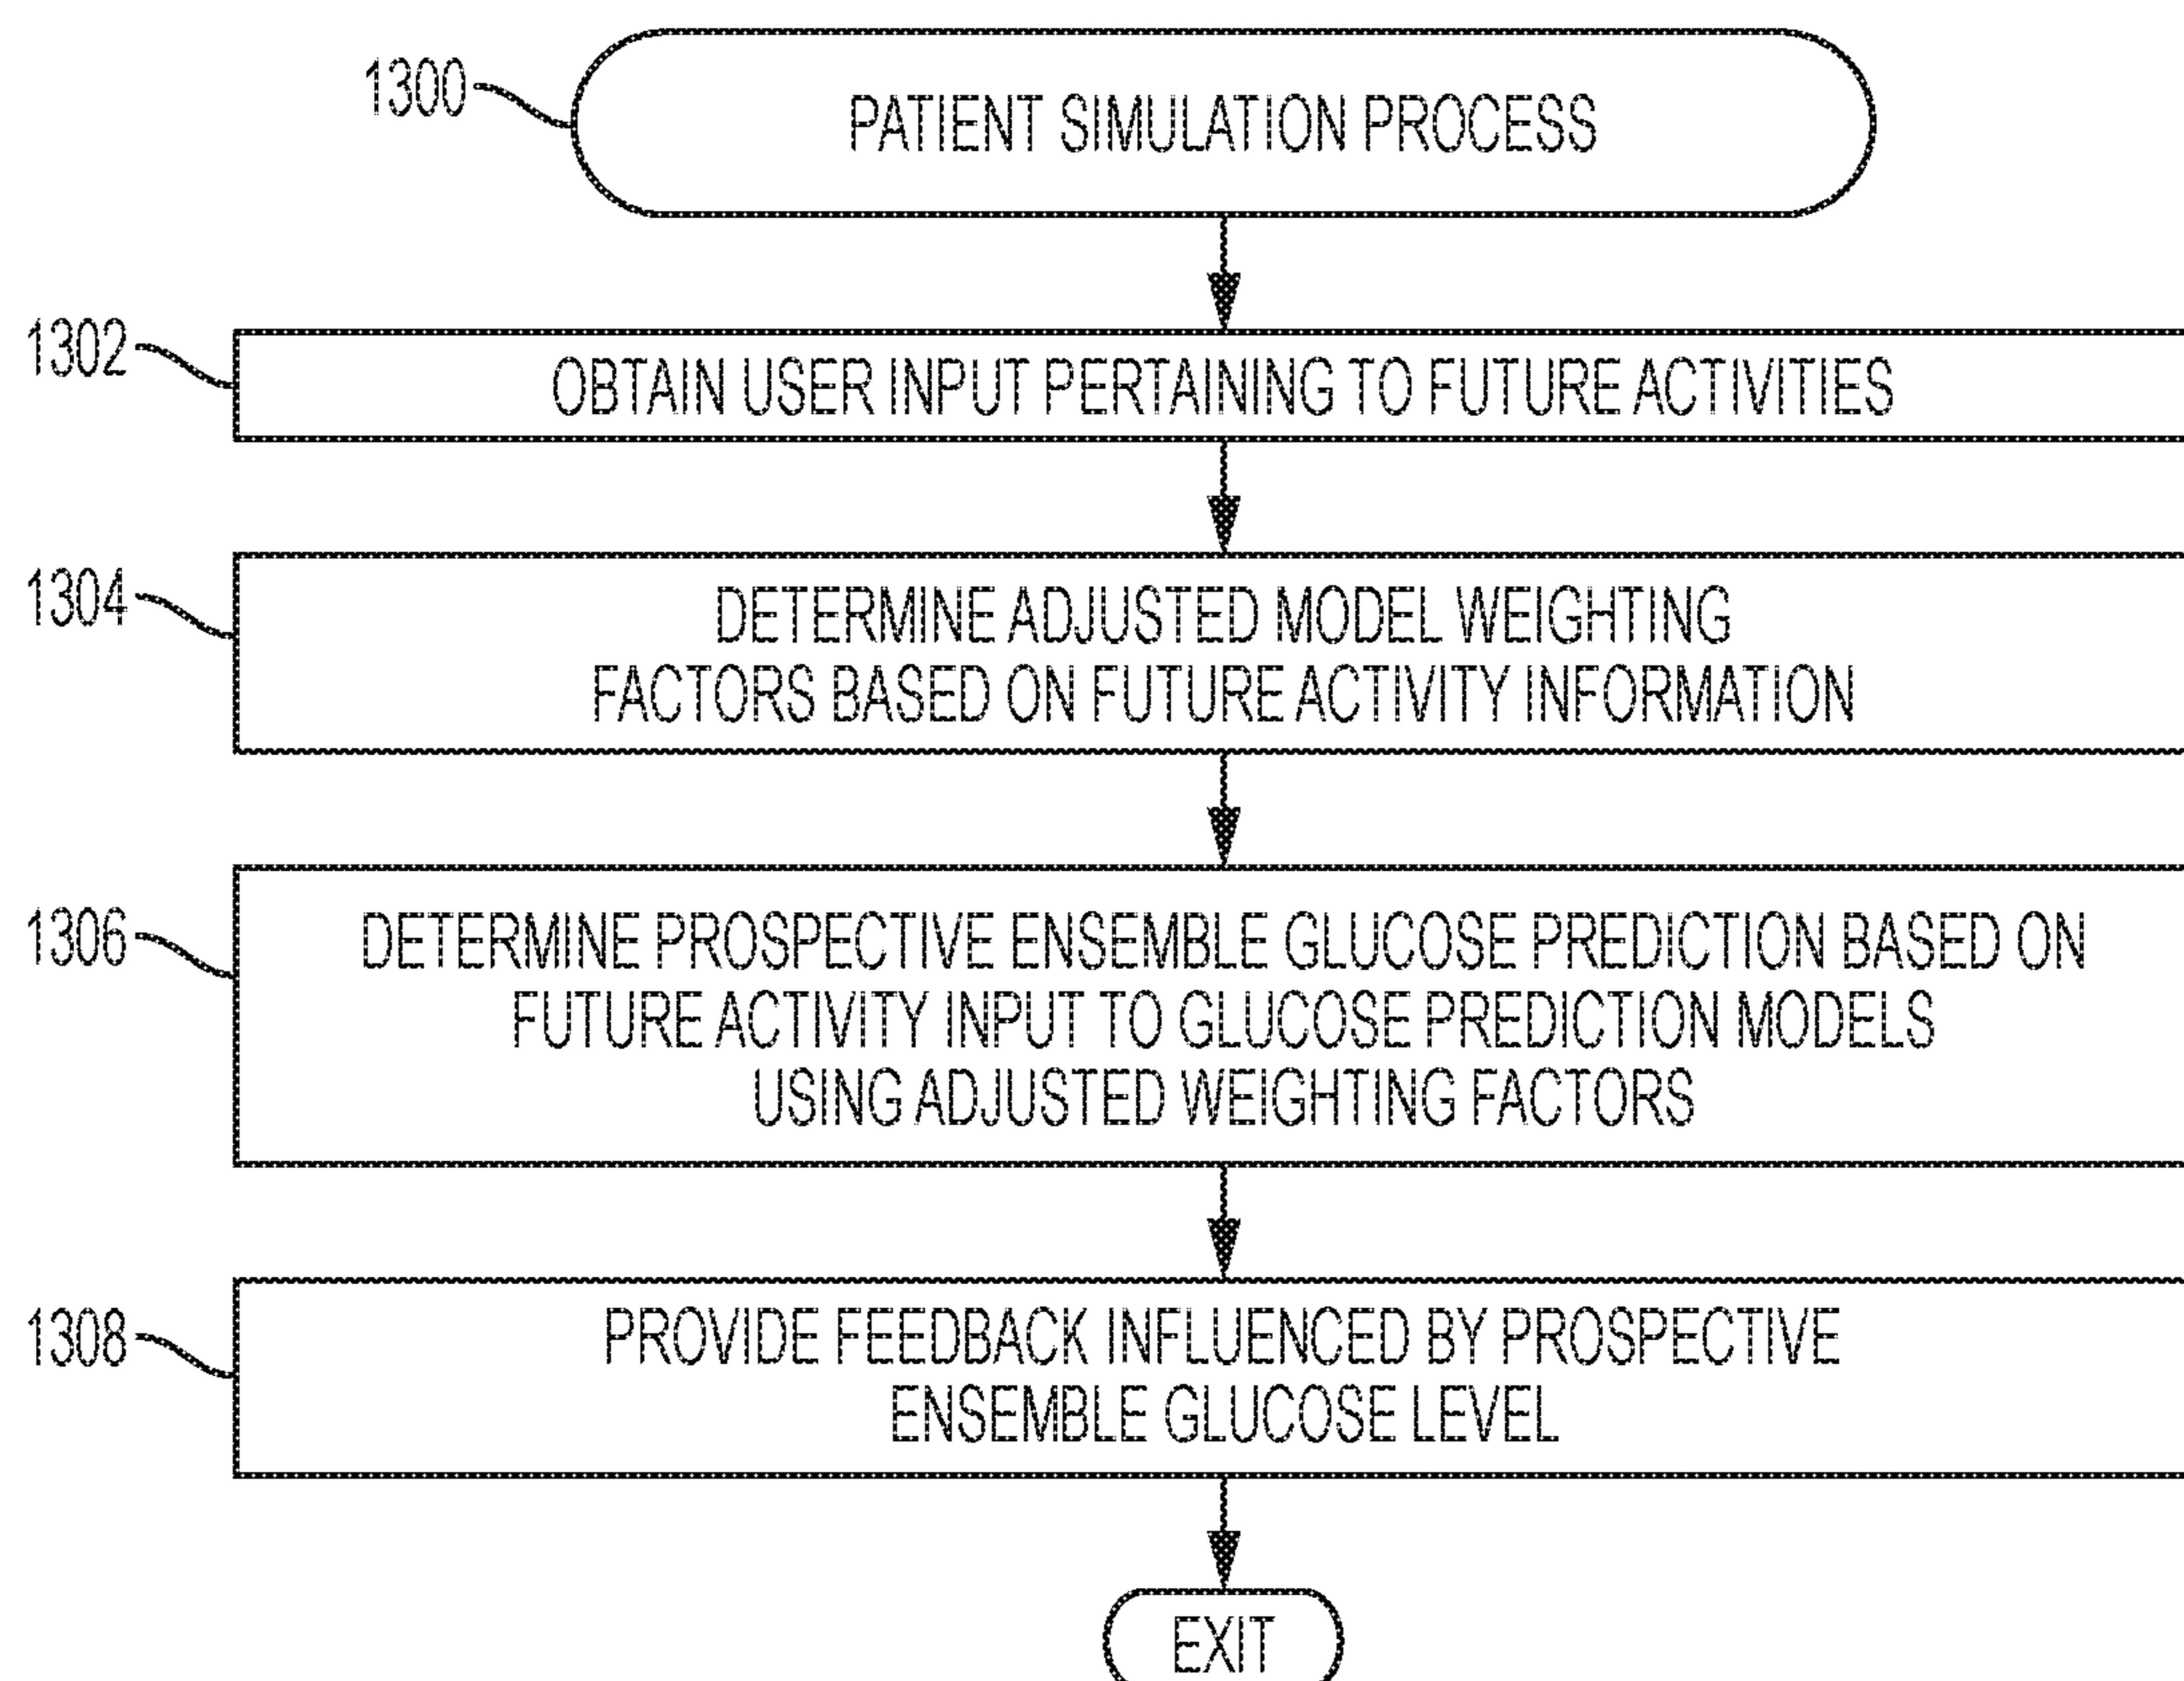 1300
PATIENT SIMULATION PROCESS
1302
OBTAIN USER INPUT PERTAINING TO FUTURE ACTIVITIES
1304
DETERMINE ADJUSTED MODEL WEIGHTING
FACTORS BASED ON FUTURE ACTIVITY INFORMATION
1306
DETERMINE PROSPECTIVE ENSEMBLE GLUCOSE PREDICTION BASED ON
FUTURE ACTIVITY INPUT TO GLUCOSE PREDICTION MODELS
USING ADJUSTED WEIGHTING FACTORS
1308
PROVIDE FEEDBACK INFLUENCED BY PROSPECTIVE
ENSEMBLE GLUCOSE LEVEL
EXIT